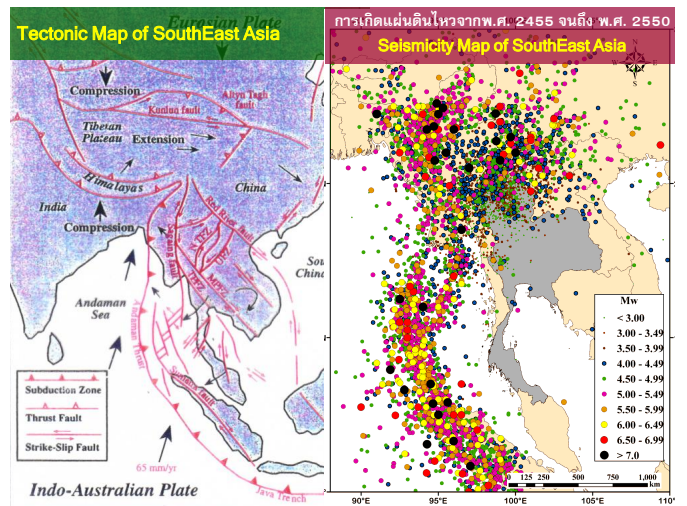 Eurasian Plate
Tectonic Map of SouthEast Asia
Compression
Altyn Tagh
fault
Kunlun fault
Tibetan
Plateau
Extension
Himalayas
China
India
Compression
Red River fault
Sagaing fault
Sou
China
Andaman
Sea
Andaman Thrust
Subduction Zone
Thrust Fault
Strike-Slip Fault
65 mm/yr
Java Trench
Indo-Australian Plate
การเกิดแผ่นดินไหวจากพ.ศ. 2455 จนถึง พ.ศ. 2550
Seismicity Map of SouthEast Asia
N
W
E
S
Mw
< 3.00
3.00 - 3.49
3.50 - 3.99
4.00 - 4.49
4.50 - 4.99
5.00 - 5.49
5.50 - 5.99
6.00 - 6.49
6.50 - 6.99
> 7.0
0 125 250 500 750 1,000
km
90°E 95°E 100°E 105°E 110°